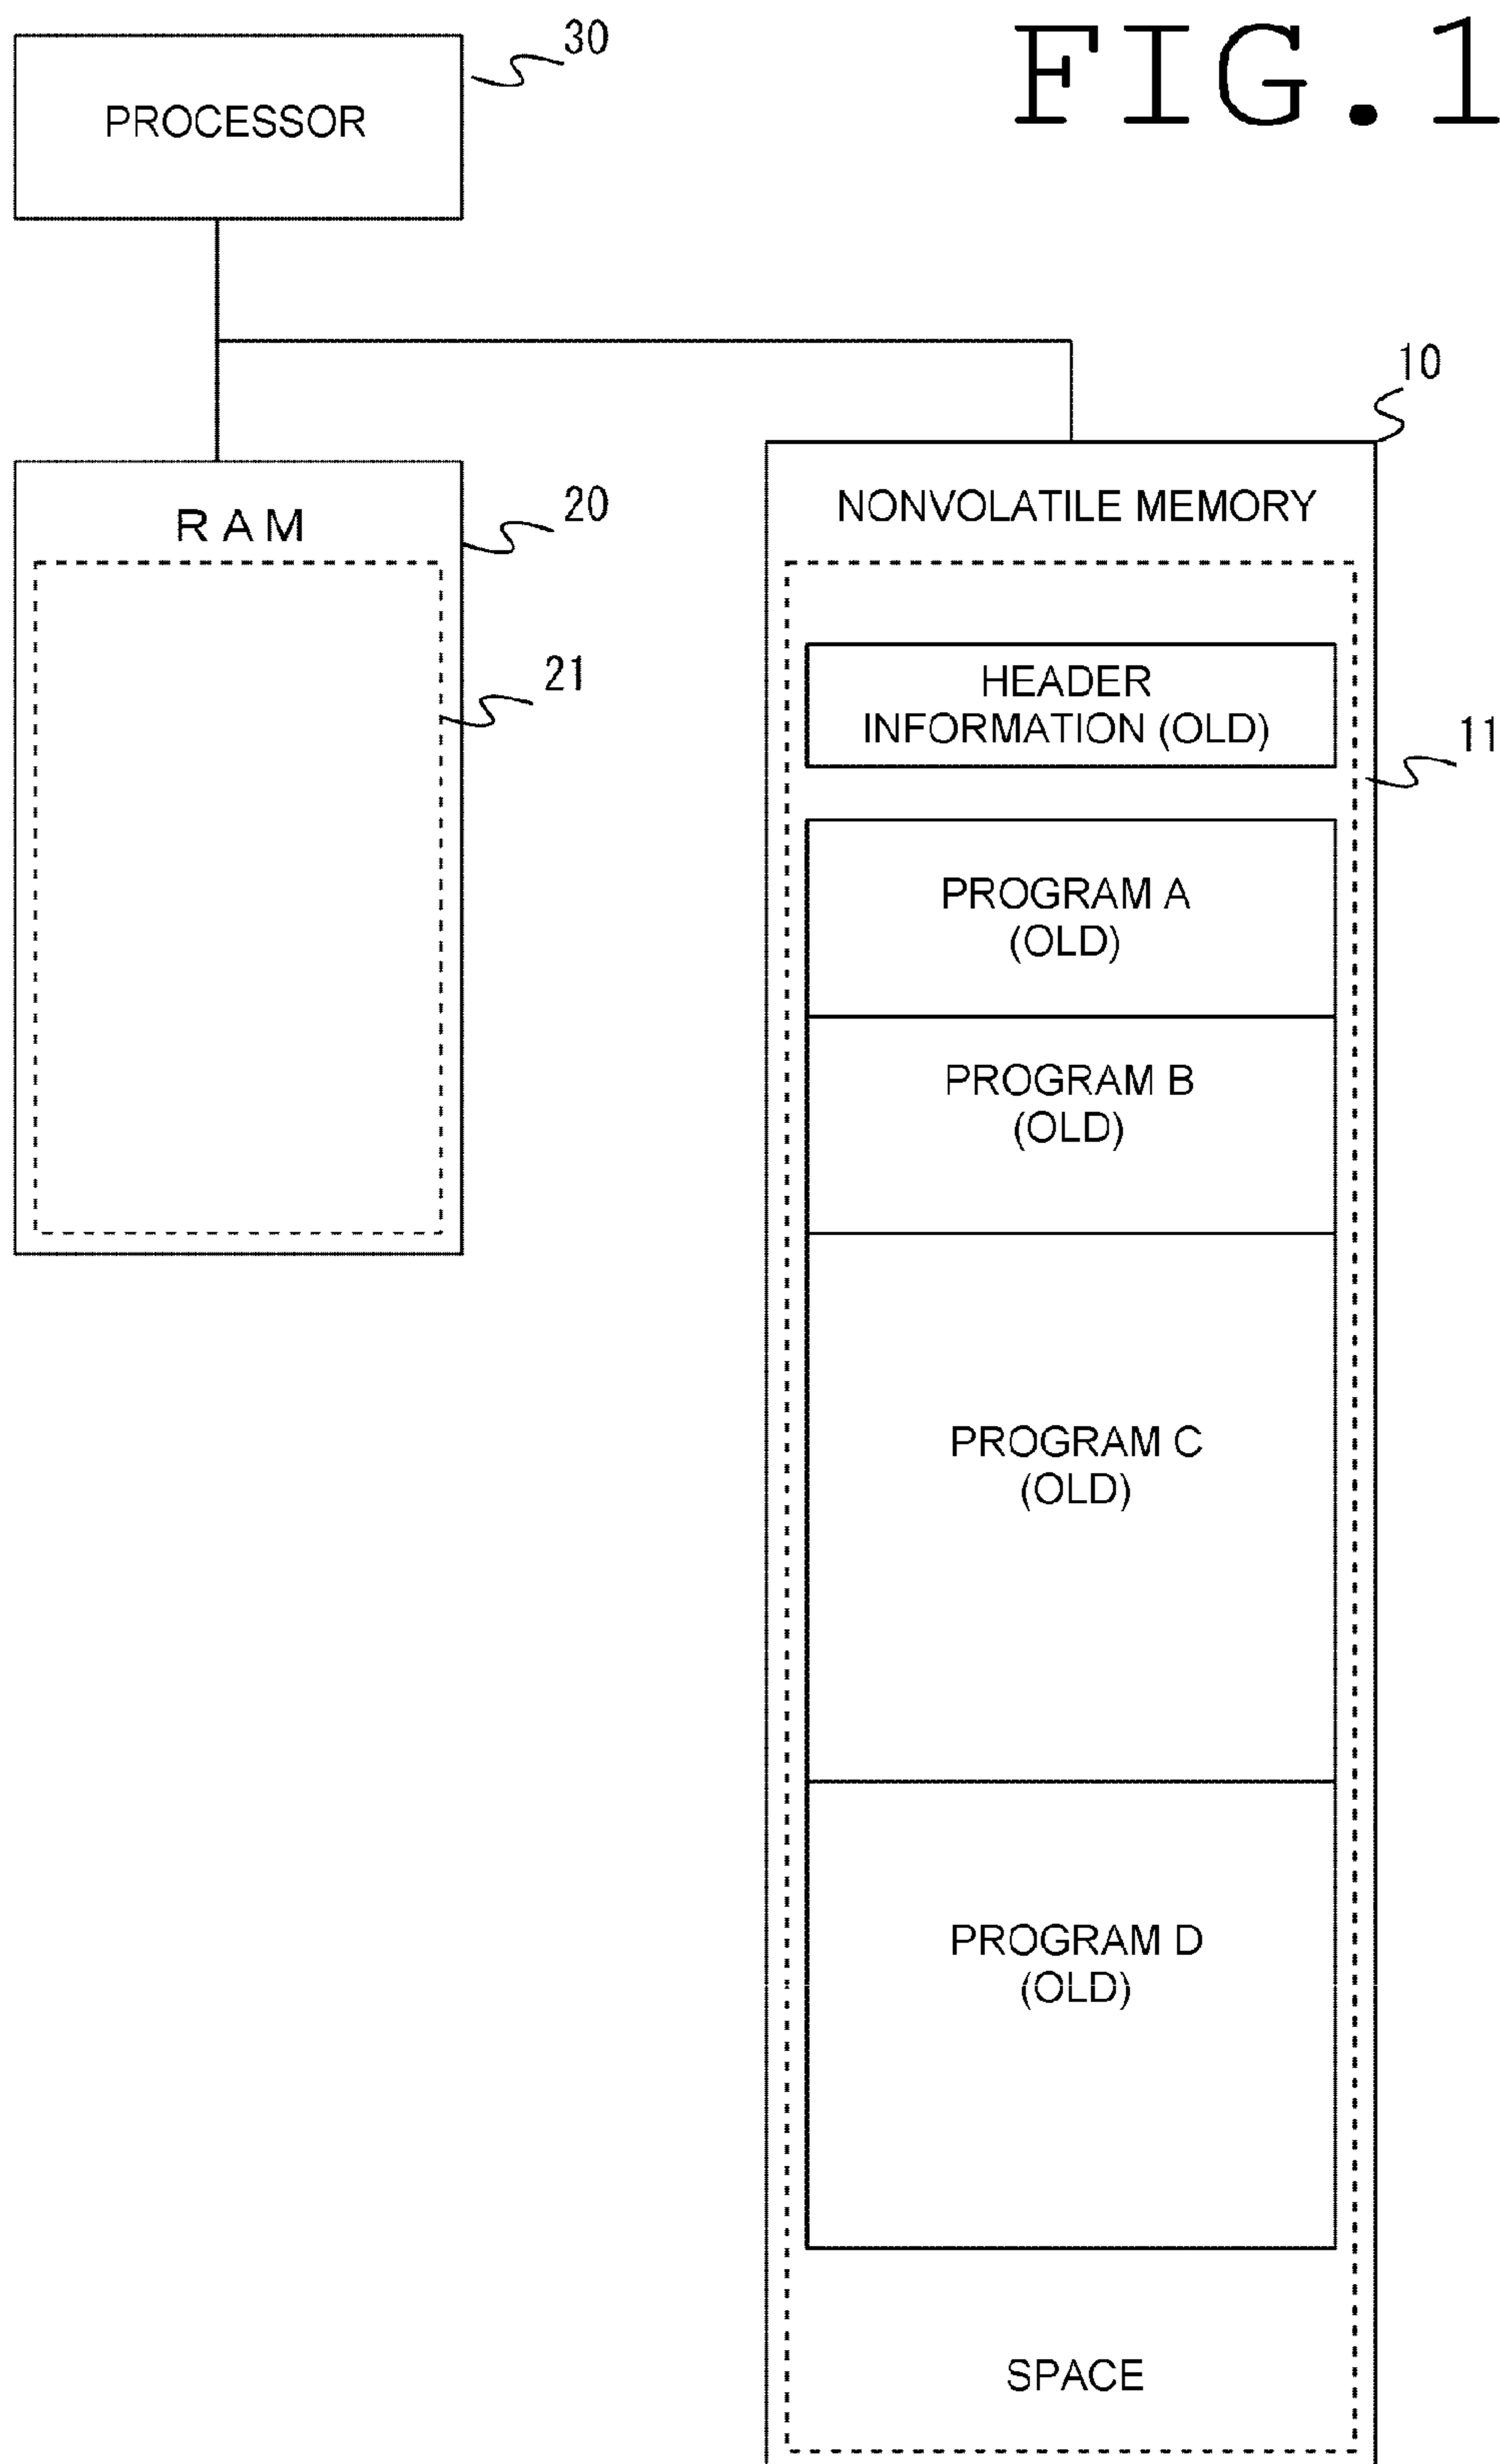 FIG.1
30
PROCESSOR
10
20
RAM
NONVOLATILE MEMORY
21
HEADER
INFORMATION (OLD)
11
PROGRAM A
(OLD)
PROGRAM B
(OLD)
PROGRAM C
(OLD)
PROGRAM D
(OLD)
SPACE